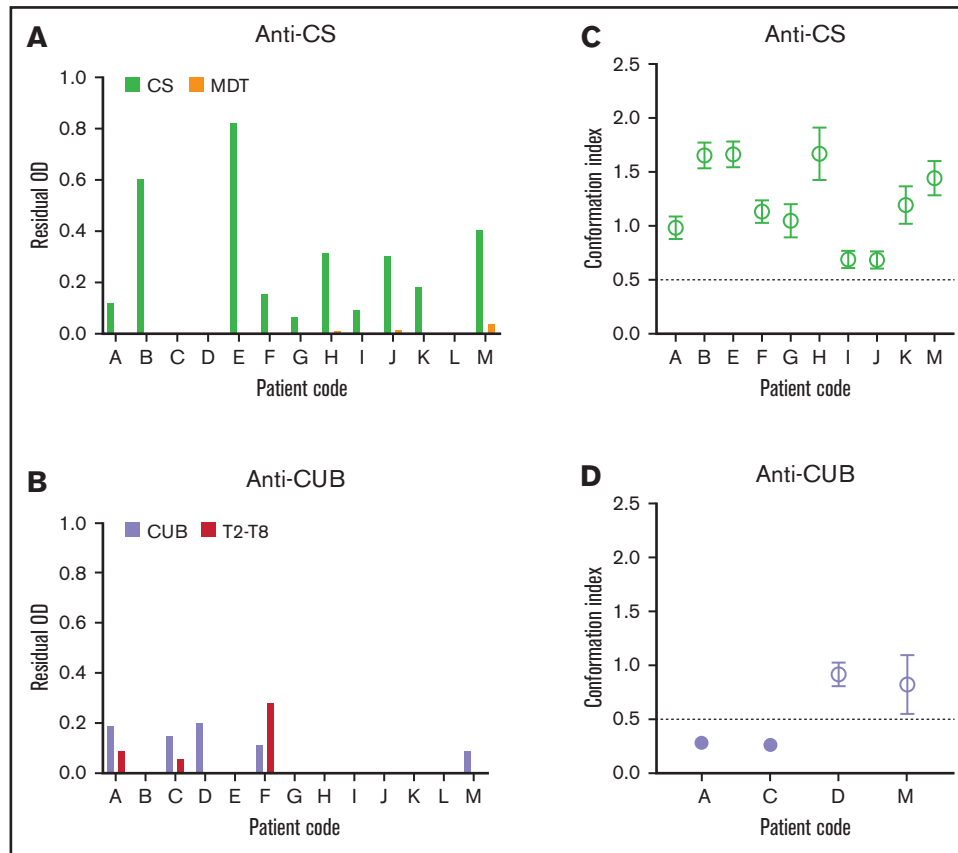 A
Anti-CS
CS MDT
Residual OD
1.0
0.8
0.6
0.4
0.2
0.0
A B C D E F G H I J K L M
Patient code
C
Anti-CS
Conformation index
2.5
2.0
1.5
1.0
0.5
0.0
A B E F G H I J K M
Patient code
B
Anti-CUB
CUB T2-T8
Residual OD
1.0
0.8
0.6
0.4
0.2
0.0
A B C D E F G H I J K L M
Patient code
D
Anti-CUB
Conformation index
2.5
2.0
1.5
1.0
0.5
0.0
A C D M
Patient code